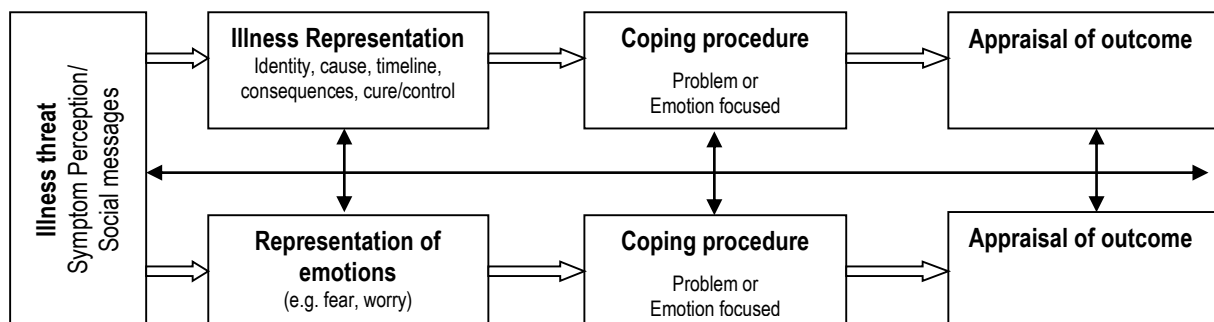 Illness threat
Symptom Perception/
Social messages
Illness Representation
Identity, cause, timeline,
consequences, cure/control
Coping procedure
Problem or
Emotion focused
Appraisal of outcome
Representation of
emotions
(e.g. fear, worry)
Coping procedure
Problem or
Emotion focused
Appraisal of outcome